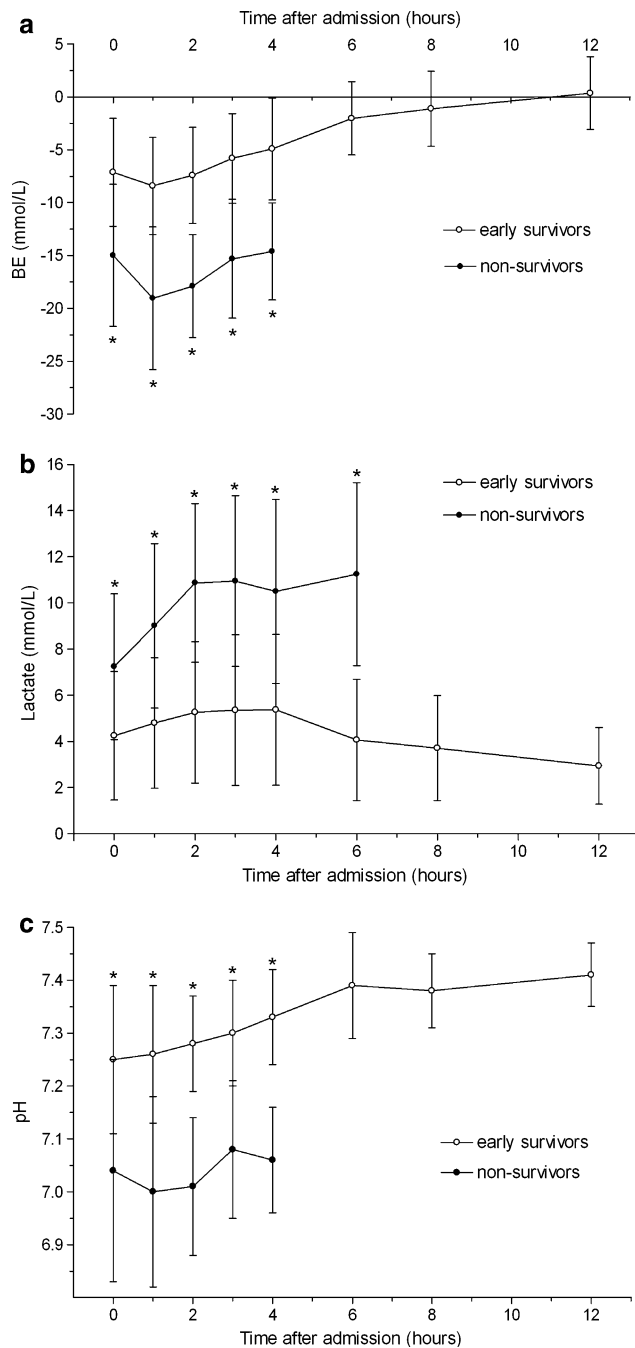 a
Time after admission (hours)
0 2 4 6 8 10 12
5
0
-5
-10
-15
-20
-25
-30
BE (mmol/L)
early survivors
non-survivors
* * * * *
b
16
14
12
10
8
6
4
2
0
Lactate (mmol/L)
early survivors
non-survivors
* * * * * *
0 2 4 6 8 10 12
Time after admission (hours)
c
7.5
7.4
7.3
7.2
7.1
7.0
6.9
pH
* * * * *
early survivors
non-survivors
0 2 4 6 8 10 12
Time after admission (hours)